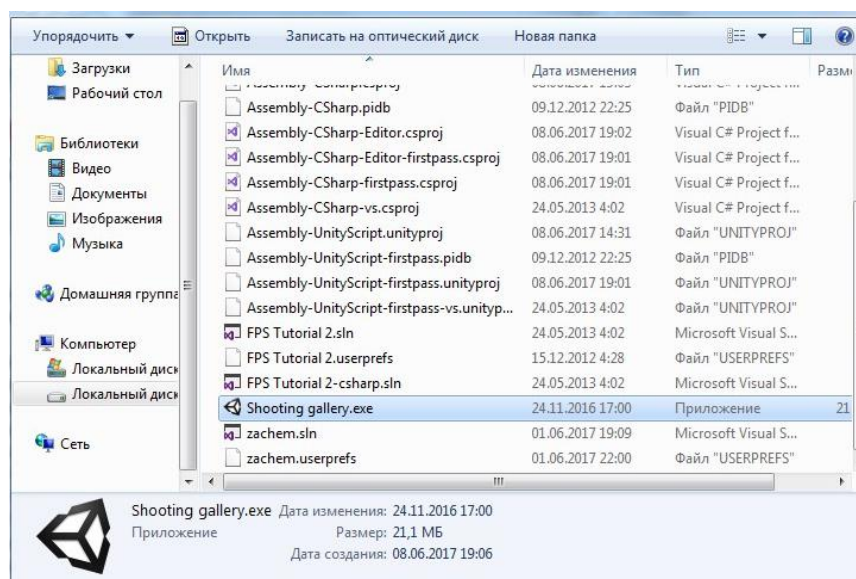 Упорядочить Открыть Записать на оптический диск Новая папка
Загрузки
Рабочий стол
Библиотеки
Видео
Документы
Изображения
Музыка
Домашняя группа
Компьютер
Локальный диск
Локальный диск
Сеть
Имя Дата изменения Тип Разме
Assembly-CSharp.pidb 09.12.2012 22:25 Файл "PIDB"
Assembly-CSharp-Editor.csproj 08.06.2017 19:02 Visual C# Project f...
Assembly-CSharp-Editor-firstpass.csproj 08.06.2017 19:01 Visual C# Project f...
Assembly-CSharp-firstpass.csproj 08.06.2017 19:01 Visual C# Project f...
Assembly-CSharp-vs.csproj 24.05.2013 4:02 Visual C# Project f...
Assembly-UnityScript.unityproj 08.06.2017 14:31 Файл "UNITYPROJ"
Assembly-UnityScript-firstpass.pidb 09.12.2012 22:25 Файл "PIDB"
Assembly-UnityScript-firstpass.unityproj 08.06.2017 19:01 Файл "UNITYPROJ"
Assembly-UnityScript-firstpass-vs.unityp... 24.05.2013 4:02 Файл "UNITYPROJ"
FPS Tutorial 2.sln 24.05.2013 4:02 Microsoft Visual S...
FPS Tutorial 2.userprefs 15.12.2012 4:28 Файл "USERPREFS"
FPS Tutorial 2-csharp.sln 24.05.2013 4:02 Microsoft Visual S...
Shooting gallery.exe 24.11.2016 17:00 Приложение 21
zachem.sln 01.06.2017 19:09 Microsoft Visual S...
zachem.userprefs 01.06.2017 22:00 Файл "USERPREFS"
Shooting gallery.exe Дата изменения: 24.11.2016 17:00
Приложение Размер: 21,1 МБ
Дата создания: 08.06.2017 19:06